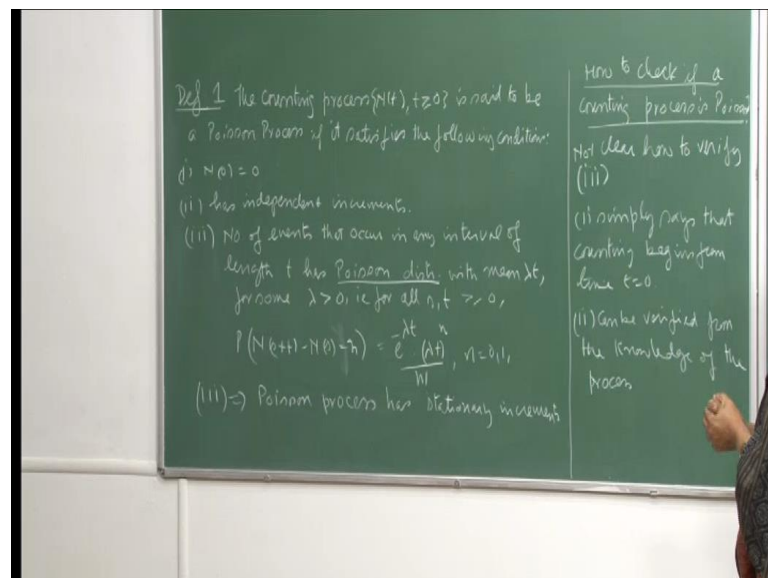 Def 1 The counting process {N(t), t≥0} is said to be
a Poisson Process if it satisfies the following condition:
(i) N(0) = 0
(ii) has independent increments.
(iii) No of events that occur in any interval of
length t has Poisson distn. with mean λt,
for some λ > 0, ie for all s, t >, 0,
P(N(s+t) - N(s) = n) = e^{-λt} (λt)^n / n!, n = 0, 1,
(iii) => Poisson process has stationary increments
How to check if a
counting process is Poisson?
Not clear how to verify
(iii)
(i) simply says that
counting begin from
time t=0.
(ii) Can be verified from
the knowledge of the
process